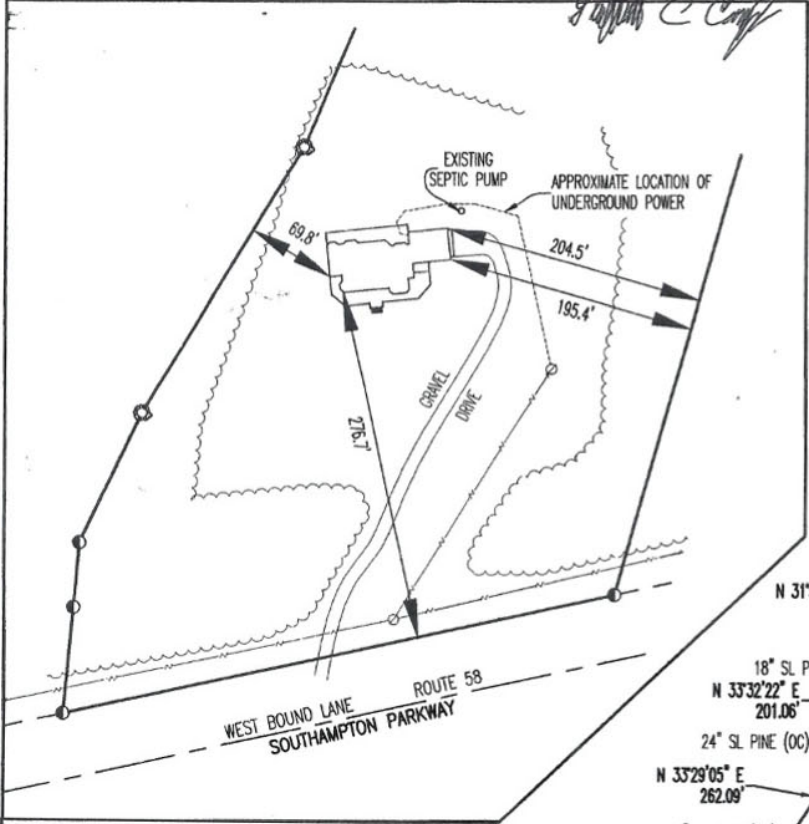 EXISTING
SEPTIC PUMP
APPROXIMATE LOCATION OF
UNDERGROUND POWER
69.8'
204.5'
195.4'
GRAVEL
DRIVE
276.7'
N 31°
18" SL P
N 33°32'22" E
201.06'
WEST BOUND LANE ROUTE 58
SOUTHAMPTON PARKWAY
24" SL PINE (OC)
N 33°29'05" E
262.09'